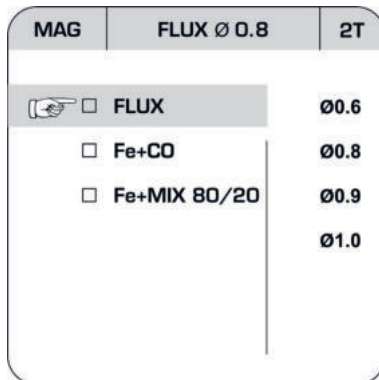 MAG FLUX Ø 0.8 2T
FLUX Ø0.6
Fe+CO Ø0.8
Fe+MIX 80/20 Ø0.9
Ø1.0